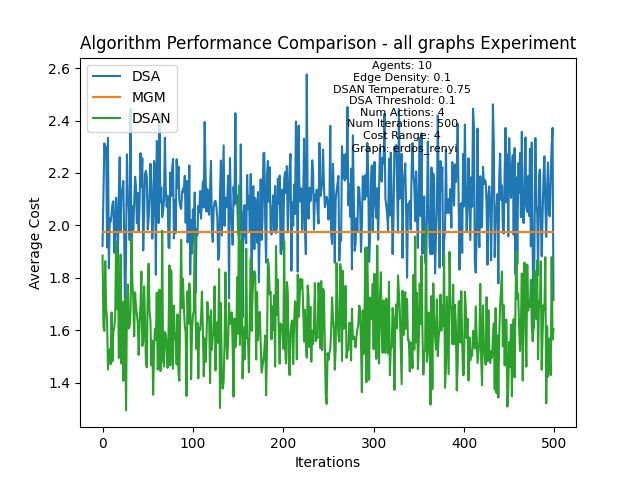 Algorithm Performance Comparison - all graphs Experiment
DSA
MGM
DSAN
Agents: 10
Edge Density: 0.1
DSAN Temperature: 0.75
DSA Threshold: 0.1
Num Actions: 4
Num Iterations: 500
Cost Range: 4
Graph: erdos_renyi
Average Cost
2.6
2.4
2.2
2.0
1.8
1.6
1.4
0 100 200 300 400 500
Iterations